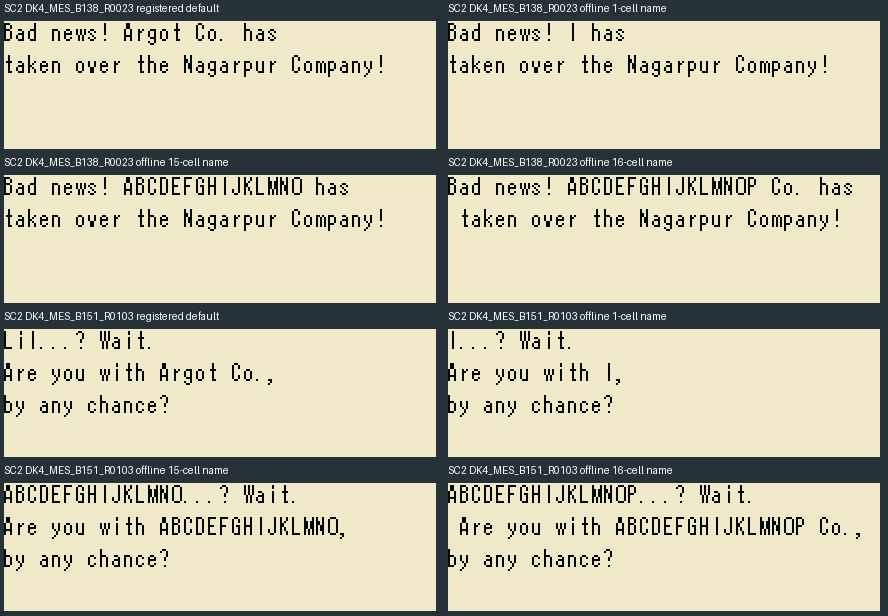 SC2 DK4_MES_B138_R0023 registered default
Bad news! Argot Co. has
taken over the Nagarpur Company!
SC2 DK4_MES_B138_R0023 offline 1-cell name
Bad news! I has
taken over the Nagarpur Company!
SC2 DK4_MES_B138_R0023 offline 15-cell name
Bad news! ABCDEFGHIJKLMNO has
taken over the Nagarpur Company!
SC2 DK4_MES_B138_R0023 offline 16-cell name
Bad news! ABCDEFGHIJKLMNOP Co. has
taken over the Nagarpur Company!
SC2 DK4_MES_B151_R0103 registered default
Lil...? Wait.
Are you with Argot Co.,
by any chance?
SC2 DK4_MES_B151_R0103 offline 1-cell name
I...? Wait.
Are you with I,
by any chance?
SC2 DK4_MES_B151_R0103 offline 15-cell name
ABCDEFGHIJKLMNO...? Wait.
Are you with ABCDEFGHIJKLMNO,
by any chance?
SC2 DK4_MES_B151_R0103 offline 16-cell name
ABCDEFGHIJKLMNOP...? Wait.
Are you with ABCDEFGHIJKLMNOP Co.,
by any chance?